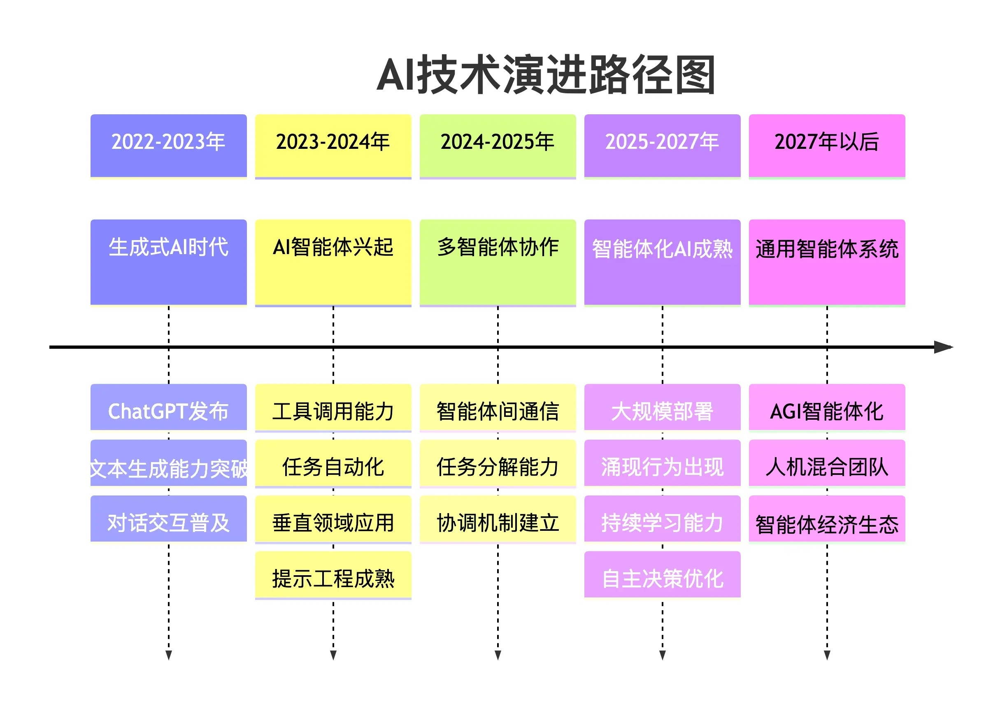 AI技术演进路径图
2022-2023年
2023-2024年
2024-2025年
2025-2027年
2027年以后
生成式AI时代
AI智能体兴起
多智能体协作
智能体化AI成熟
通用智能体系统
ChatGPT发布
工具调用能力
智能体间通信
大规模部署
AGI智能体化
文本生成能力突破
任务自动化
任务分解能力
涌现行为出现
人机混合团队
对话交互普及
垂直领域应用
协调机制建立
持续学习能力
智能体经济生态
提示工程成熟
自主决策优化